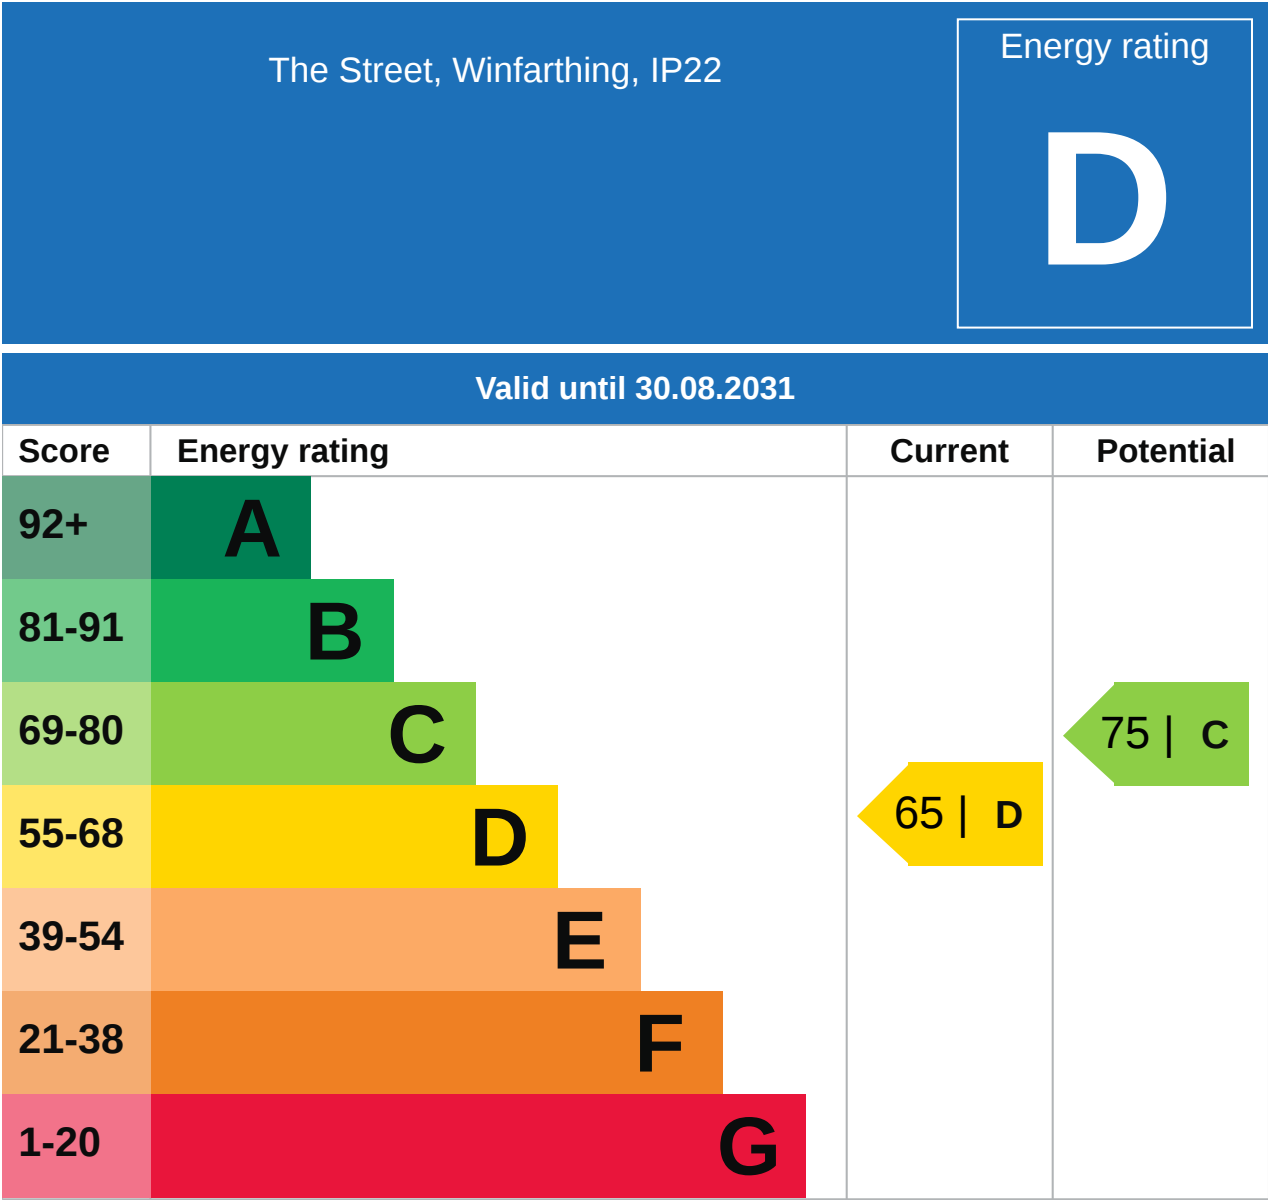 The Street, Winfarthing, IP22
Energy rating
D
Valid until 30.08.2031
Score Energy rating Current Potential
92+ A
81-91 B
69-80 C
75 | C
55-68 D
65 | D
39-54 E
21-38 F
1-20 G